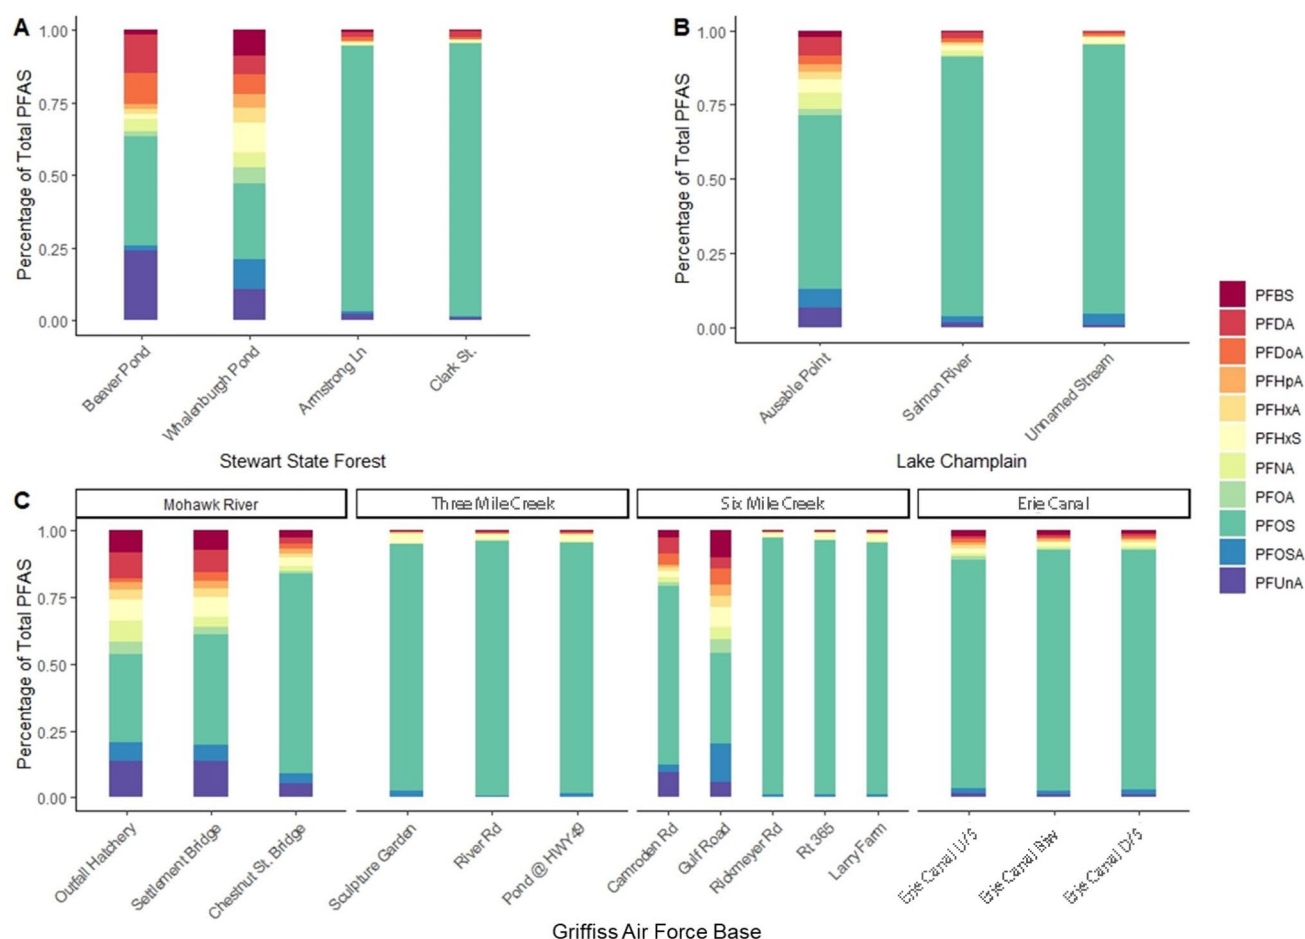 A
Percentage of Total PFAS
1.00
0.75
0.50
0.25
0.00
Beaver Pond
Whalenburgh Pond
Armstrong Ln
Clark St.
Stewart State Forest
B
Percentage of Total PFAS
1.00
0.75
0.50
0.25
0.00
Ausable Point
Salmon River
Unnamed Stream
Lake Champlain
PFBS
PFDA
PFDoA
PFHpA
PFHxA
PFHxS
PFNA
PFOA
PFOS
PFOSA
PFUnA
C
Mohawk River
Three Mile Creek
Six Mile Creek
Erie Canal
Percentage of Total PFAS
1.00
0.75
0.50
0.25
0.00
Outfall Hatchery
Settlement Bridge
Chestnut St. Bridge
Sculpture Garden
River Rd
Pond @ HWY49
Camroden Rd
Gulf Road
Rickmeyer Rd
Rt 365
Larry Farm
Erie Canal U/S
Erie Canal Btw
Erie Canal D/S
Griffiss Air Force Base